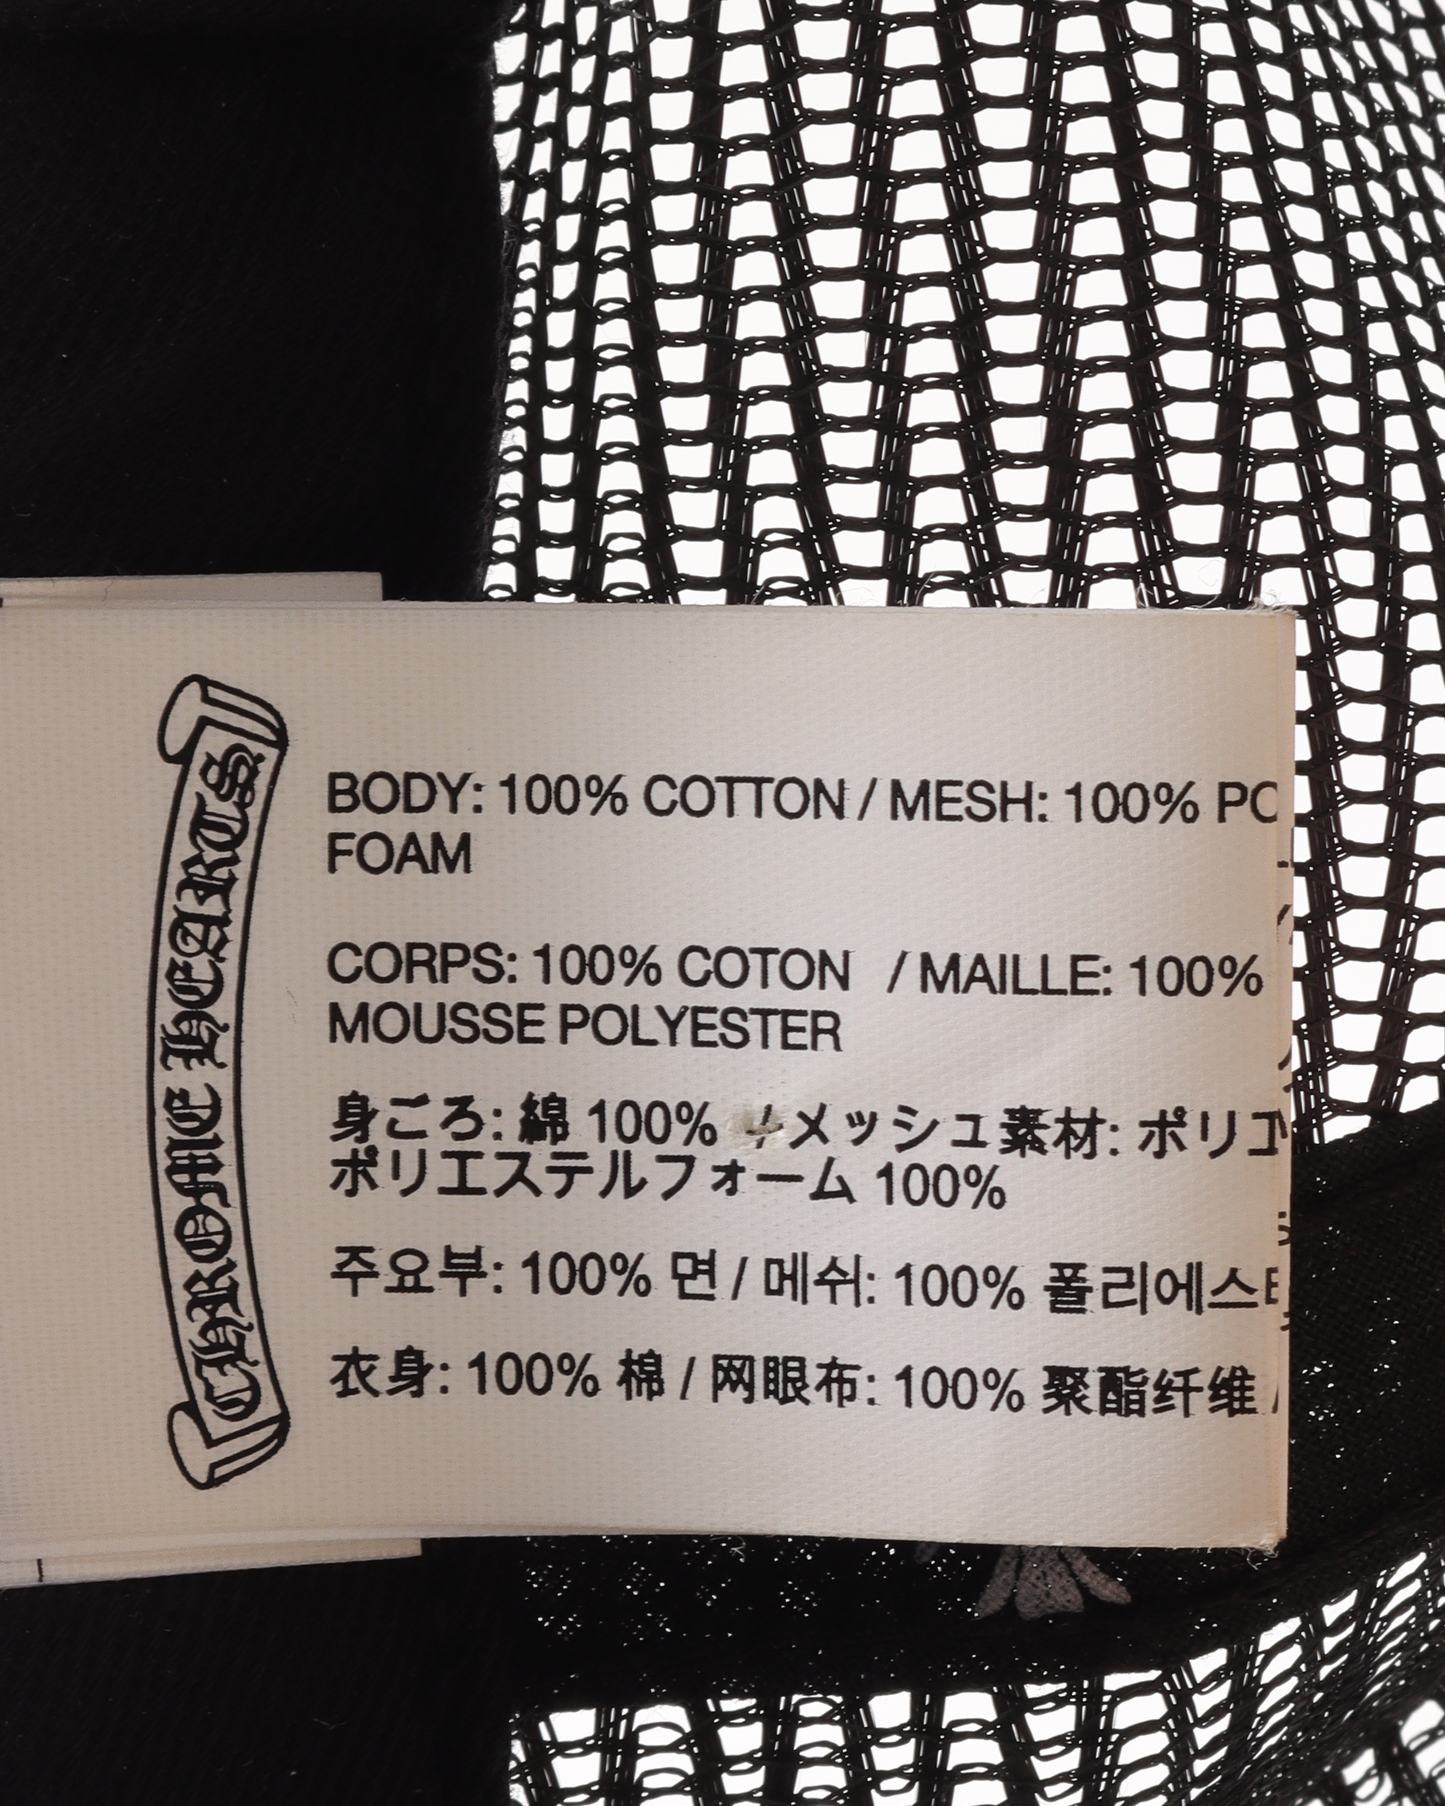 CHROME HEARTS
BODY: 100% COTTON / MESH: 100% PO
FOAM
CORPS: 100% COTON / MAILLE: 100%
MOUSSE POLYESTER
身ごろ: 綿 100% / メッシュ素材: ポリエ
ポリエステルフォーム 100%
주요부: 100% 면 / 메쉬: 100% 폴리에스
衣身: 100% 棉 / 网眼布: 100% 聚酯纤维 /